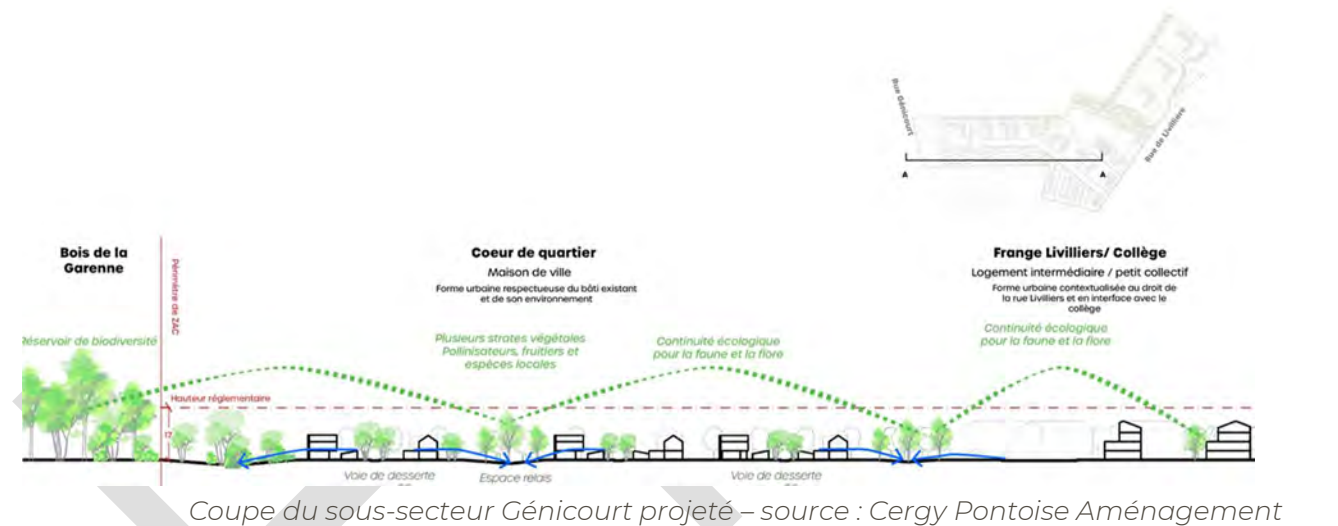 Rue Génicourt
Rue de Livilliers
A
A
Bois de la
Garenne
Périmètre de ZAC
Réservoir de biodiversité
Hauteur réglementaire
12
Coeur de quartier
Maison de ville
Forme urbaine respectueuse du bâti existant
et de son environnement
Plusieurs strates végétales
Pollinisateurs, fruitiers et
espèces locales
Continuité écologique
pour la faune et la flore
Frange Livilliers/ Collège
Logement intermédiaire / petit collectif
Forme urbaine contextualisée au droit de
la rue Livilliers et en interface avec le
collège
Continuité écologique
pour la faune et la flore
Voie de desserte
Espace relais
Voie de desserte
Coupe du sous-secteur Génicourt projeté – source : Cergy Pontoise Aménagement